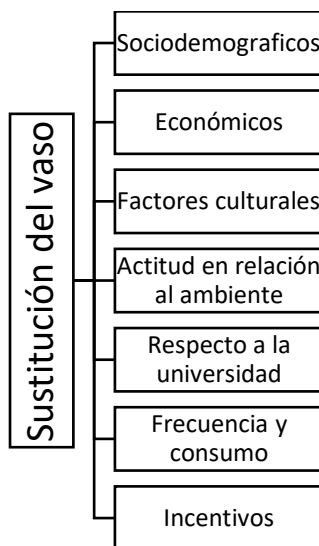 Sustitución del vaso
Sociodemograficos
Económicos
Factores culturales
Actitud en relación
al ambiente
Respecto a la
universidad
Frecuencia y
consumo
Incentivos